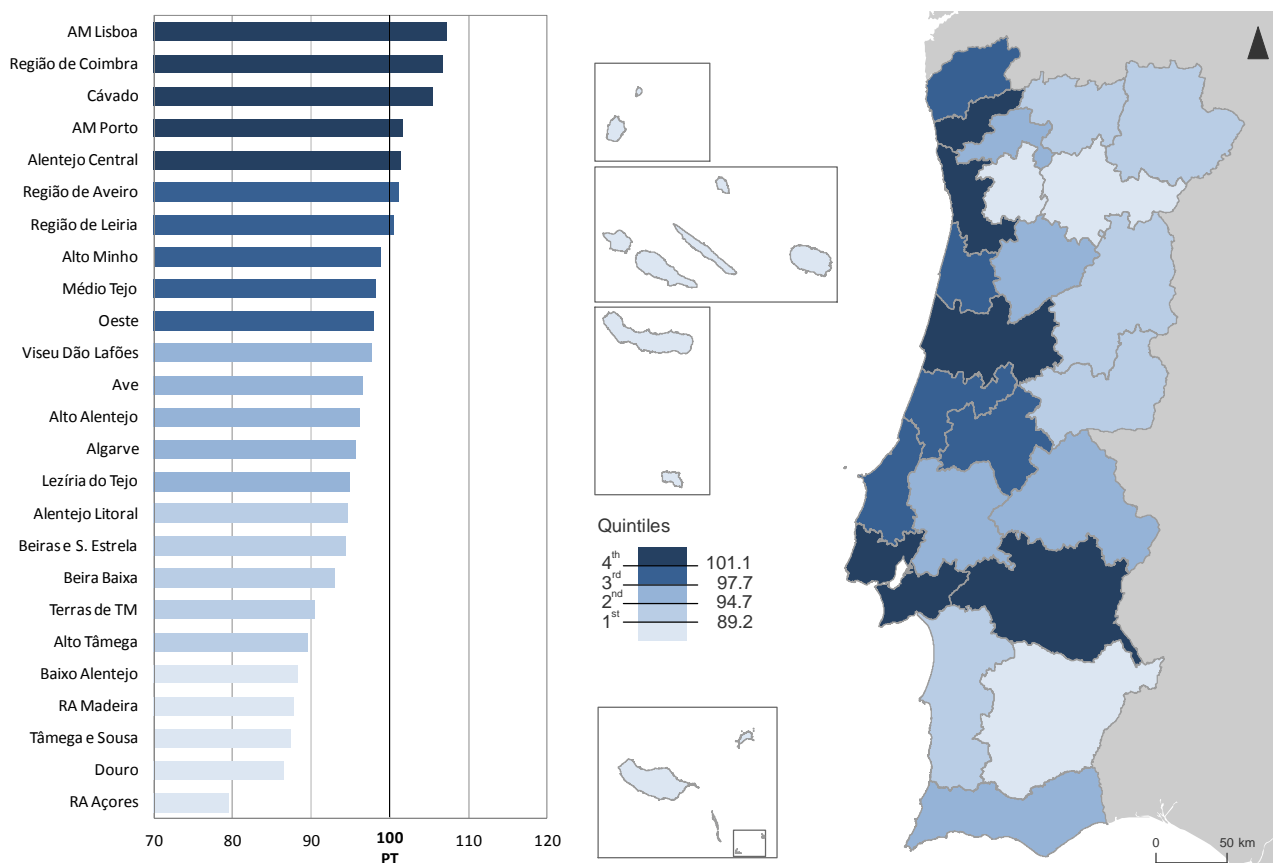 AM Lisboa
Região de Coimbra
Cávado
AM Porto
Alentejo Central
Região de Aveiro
Região de Leiria
Alto Minho
Médio Tejo
Oeste
Viseu Dão Lafões
Ave
Alto Alentejo
Algarve
Lezíria do Tejo
Alentejo Litoral
Beiras e S. Estrela
Beira Baixa
Terras de TM
Alto Tâmega
Baixo Alentejo
RA Madeira
Tâmega e Sousa
Douro
RA Açores
70 80 90 100 110 120
PT
Quintiles
4th 101.1
3rd 97.7
2nd 94.7
1st 89.2
0 50 km